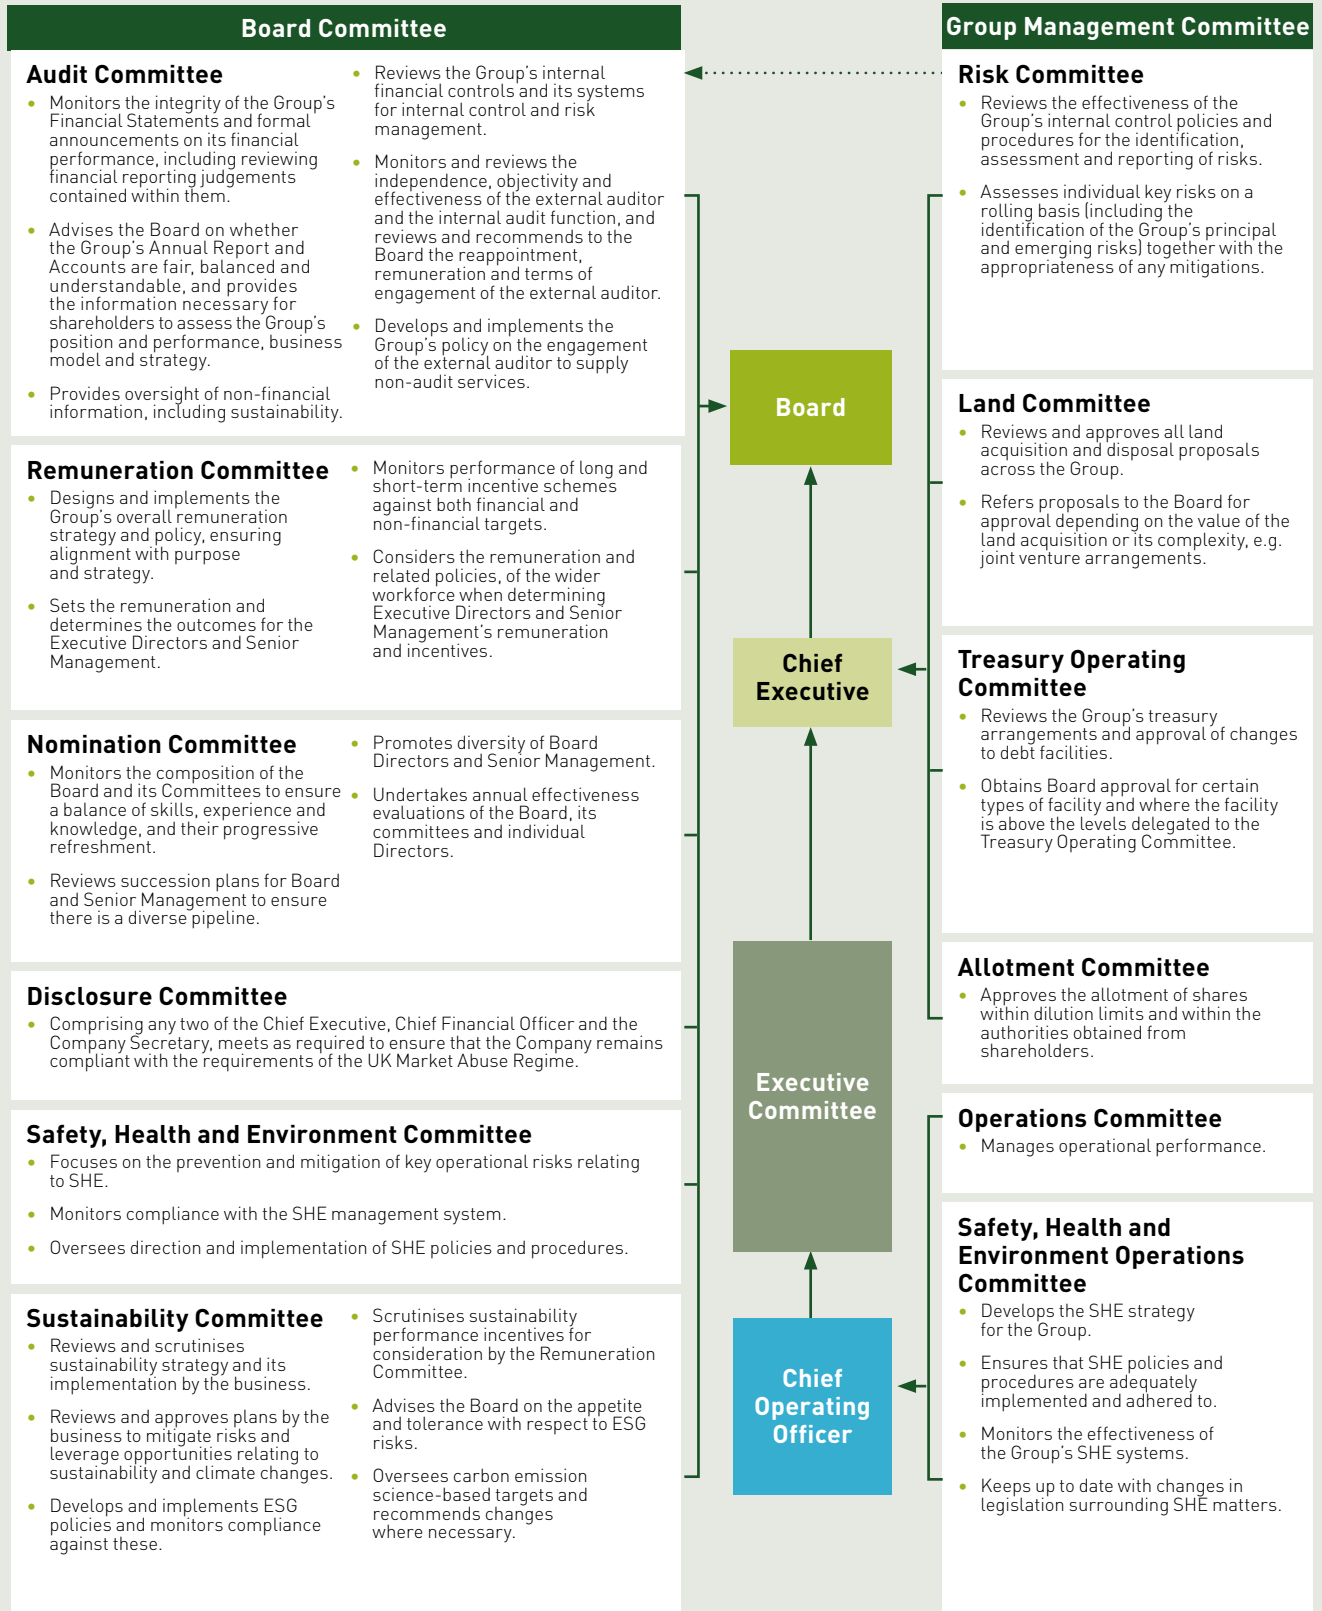 Board Committee
Audit Committee
• Monitors the integrity of the Group's
Financial Statements and formal
announcements on its financial
performance, including reviewing
financial reporting judgements
contained within them.
• Advises the Board on whether
the Group's Annual Report and
Accounts are fair, balanced and
understandable, and provides
the information necessary for
shareholders to assess the Group's
position and performance, business
model and strategy.
• Provides oversight of non-financial
information, including sustainability.
• Reviews the Group's internal
financial controls and its systems
for internal control and risk
management.
• Monitors and reviews the
independence, objectivity and
effectiveness of the external auditor
and the internal audit function, and
reviews and recommends to the
Board the reappointment,
remuneration and terms of
engagement of the external auditor.
• Develops and implements the
Group's policy on the engagement
of the external auditor to supply
non-audit services.
Remuneration Committee
• Designs and implements the
Group's overall remuneration
strategy and policy, ensuring
alignment with purpose
and strategy.
• Sets the remuneration and
determines the outcomes for the
Executive Directors and Senior
Management.
• Monitors performance of long and
short-term incentive schemes
against both financial and
non-financial targets.
• Considers the remuneration and
related policies, of the wider
workforce when determining
Executive Directors and Senior
Management's remuneration
and incentives.
Nomination Committee
• Monitors the composition of the
Board and its Committees to ensure
a balance of skills, experience and
knowledge, and their progressive
refreshment.
• Reviews succession plans for Board
and Senior Management to ensure
there is a diverse pipeline.
• Promotes diversity of Board
Directors and Senior Management.
• Undertakes annual effectiveness
evaluations of the Board, its
committees and individual
Directors.
Disclosure Committee
• Comprising any two of the Chief Executive, Chief Financial Officer and the
Company Secretary, meets as required to ensure that the Company remains
compliant with the requirements of the UK Market Abuse Regime.
Safety, Health and Environment Committee
• Focuses on the prevention and mitigation of key operational risks relating
to SHE.
• Monitors compliance with the SHE management system.
• Oversees direction and implementation of SHE policies and procedures.
Sustainability Committee
• Reviews and scrutinises
sustainability strategy and its
implementation by the business.
• Reviews and approves plans by the
business to mitigate risks and
leverage opportunities relating to
sustainability and climate changes.
• Develops and implements ESG
policies and monitors compliance
against these.
• Scrutinises sustainability
performance incentives for
consideration by the Remuneration
Committee.
• Advises the Board on the appetite
and tolerance with respect to ESG
risks.
• Oversees carbon emission
science-based targets and
recommends changes
where necessary.
Board
Chief
Executive
Executive
Committee
Chief
Operating
Officer
Group Management Committee
Risk Committee
• Reviews the effectiveness of the
Group's internal control policies and
procedures for the identification,
assessment and reporting of risks.
• Assesses individual key risks on a
rolling basis (including the
identification of the Group's principal
and emerging risks) together with the
appropriateness of any mitigations.
Land Committee
• Reviews and approves all land
acquisition and disposal proposals
across the Group.
• Refers proposals to the Board for
approval depending on the value of the
land acquisition or its complexity, e.g.
joint venture arrangements.
Treasury Operating
Committee
• Reviews the Group's treasury
arrangements and approval of changes
to debt facilities.
• Obtains Board approval for certain
types of facility and where the facility
is above the levels delegated to the
Treasury Operating Committee.
Allotment Committee
• Approves the allotment of shares
within dilution limits and within the
authorities obtained from
shareholders.
Operations Committee
• Manages operational performance.
Safety, Health and
Environment Operations
Committee
• Develops the SHE strategy
for the Group.
• Ensures that SHE policies and
procedures are adequately
implemented and adhered to.
• Monitors the effectiveness of
the Group's SHE systems.
• Keeps up to date with changes in
legislation surrounding SHE matters.